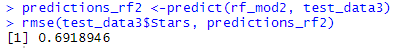 > predictions_rf2 <-predict(rf_mod2, test_data3)
> rmse(test_data3$Stars, predictions_rf2)
[1] 0.6918946